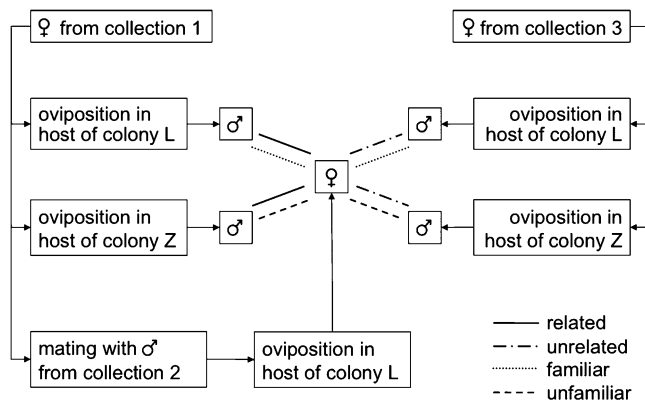 ♀ from collection 1
♀ from collection 3
oviposition in
host of colony L
♂
♂
oviposition in
host of colony L
♀
oviposition in
host of colony Z
♂
♂
oviposition in
host of colony Z
mating with ♂
from collection 2
oviposition in
host of colony L
related
unrelated
familiar
unfamiliar